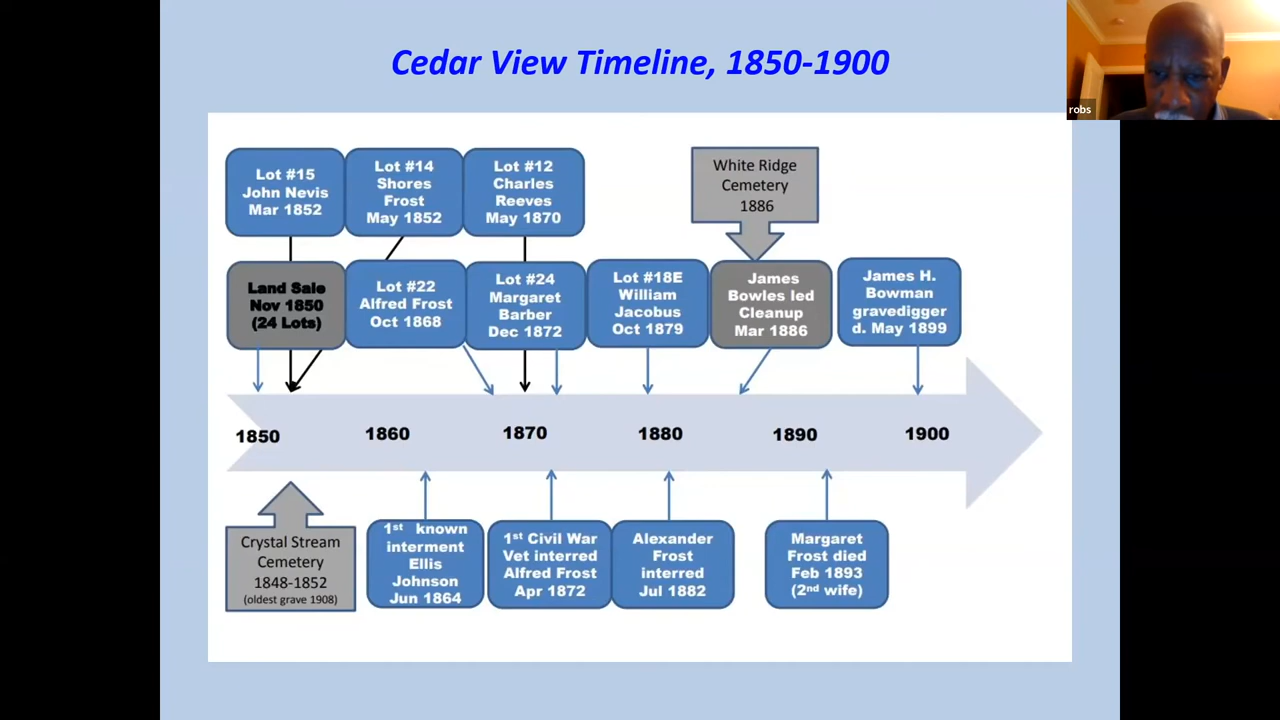 Cedar View Timeline, 1850-1900
robs
Lot #15
John Nevis
Mar 1852
Lot #14
Shores
Frost
May 1852
Lot #12
Charles
Reeves
May 1870
White Ridge
Cemetery
1886
Land Sale
Nov 1850
(24 Lots)
Lot #22
Alfred Frost
Oct 1868
Lot #24
Margaret
Barber
Dec 1872
Lot #18E
William
Jacobus
Oct 1879
James
Bowles led
Cleanup
Mar 1886
James H.
Bowman
gravedigger
d. May 1899
1850
1860
1870
1880
1890
1900
Crystal Stream
Cemetery
1848-1852
(oldest grave 1908)
1st known
interment
Ellis
Johnson
Jun 1864
1st Civil War
Vet interred
Alfred Frost
Apr 1872
Alexander
Frost
interred
Jul 1882
Margaret
Frost died
Feb 1893
(2nd wife)